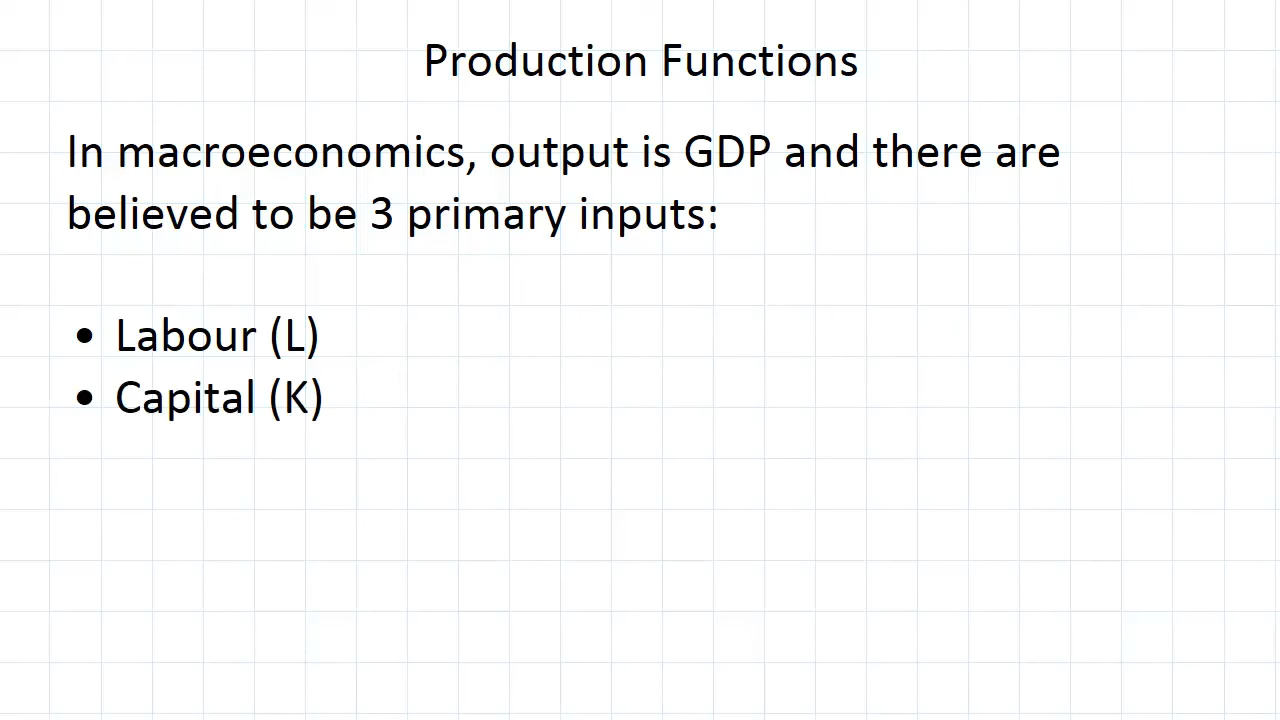 Production Functions
In macroeconomics, output is GDP and there are
believed to be 3 primary inputs:
• Labour (L)
• Capital (K)